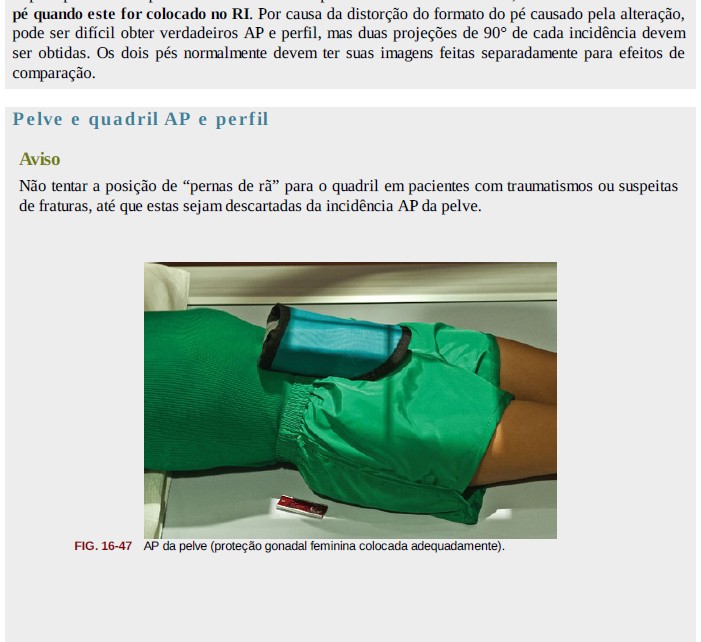 pé quando este for colocado no RI. Por causa da distorção do formato do pé causado pela alteração,
pode ser difícil obter verdadeiros AP e perfil, mas duas projeções de 90° de cada incidência devem
ser obtidas. Os dois pés normalmente devem ter suas imagens feitas separadamente para efeitos de
comparação.
Pelve e quadril AP e perfil
Aviso
Não tentar a posição de “pernas de rã” para o quadril em pacientes com traumatismos ou suspeitas
de fraturas, até que estas sejam descartadas da incidência AP da pelve.
FIG. 16-47 AP da pelve (proteção gonadal feminina colocada adequadamente).